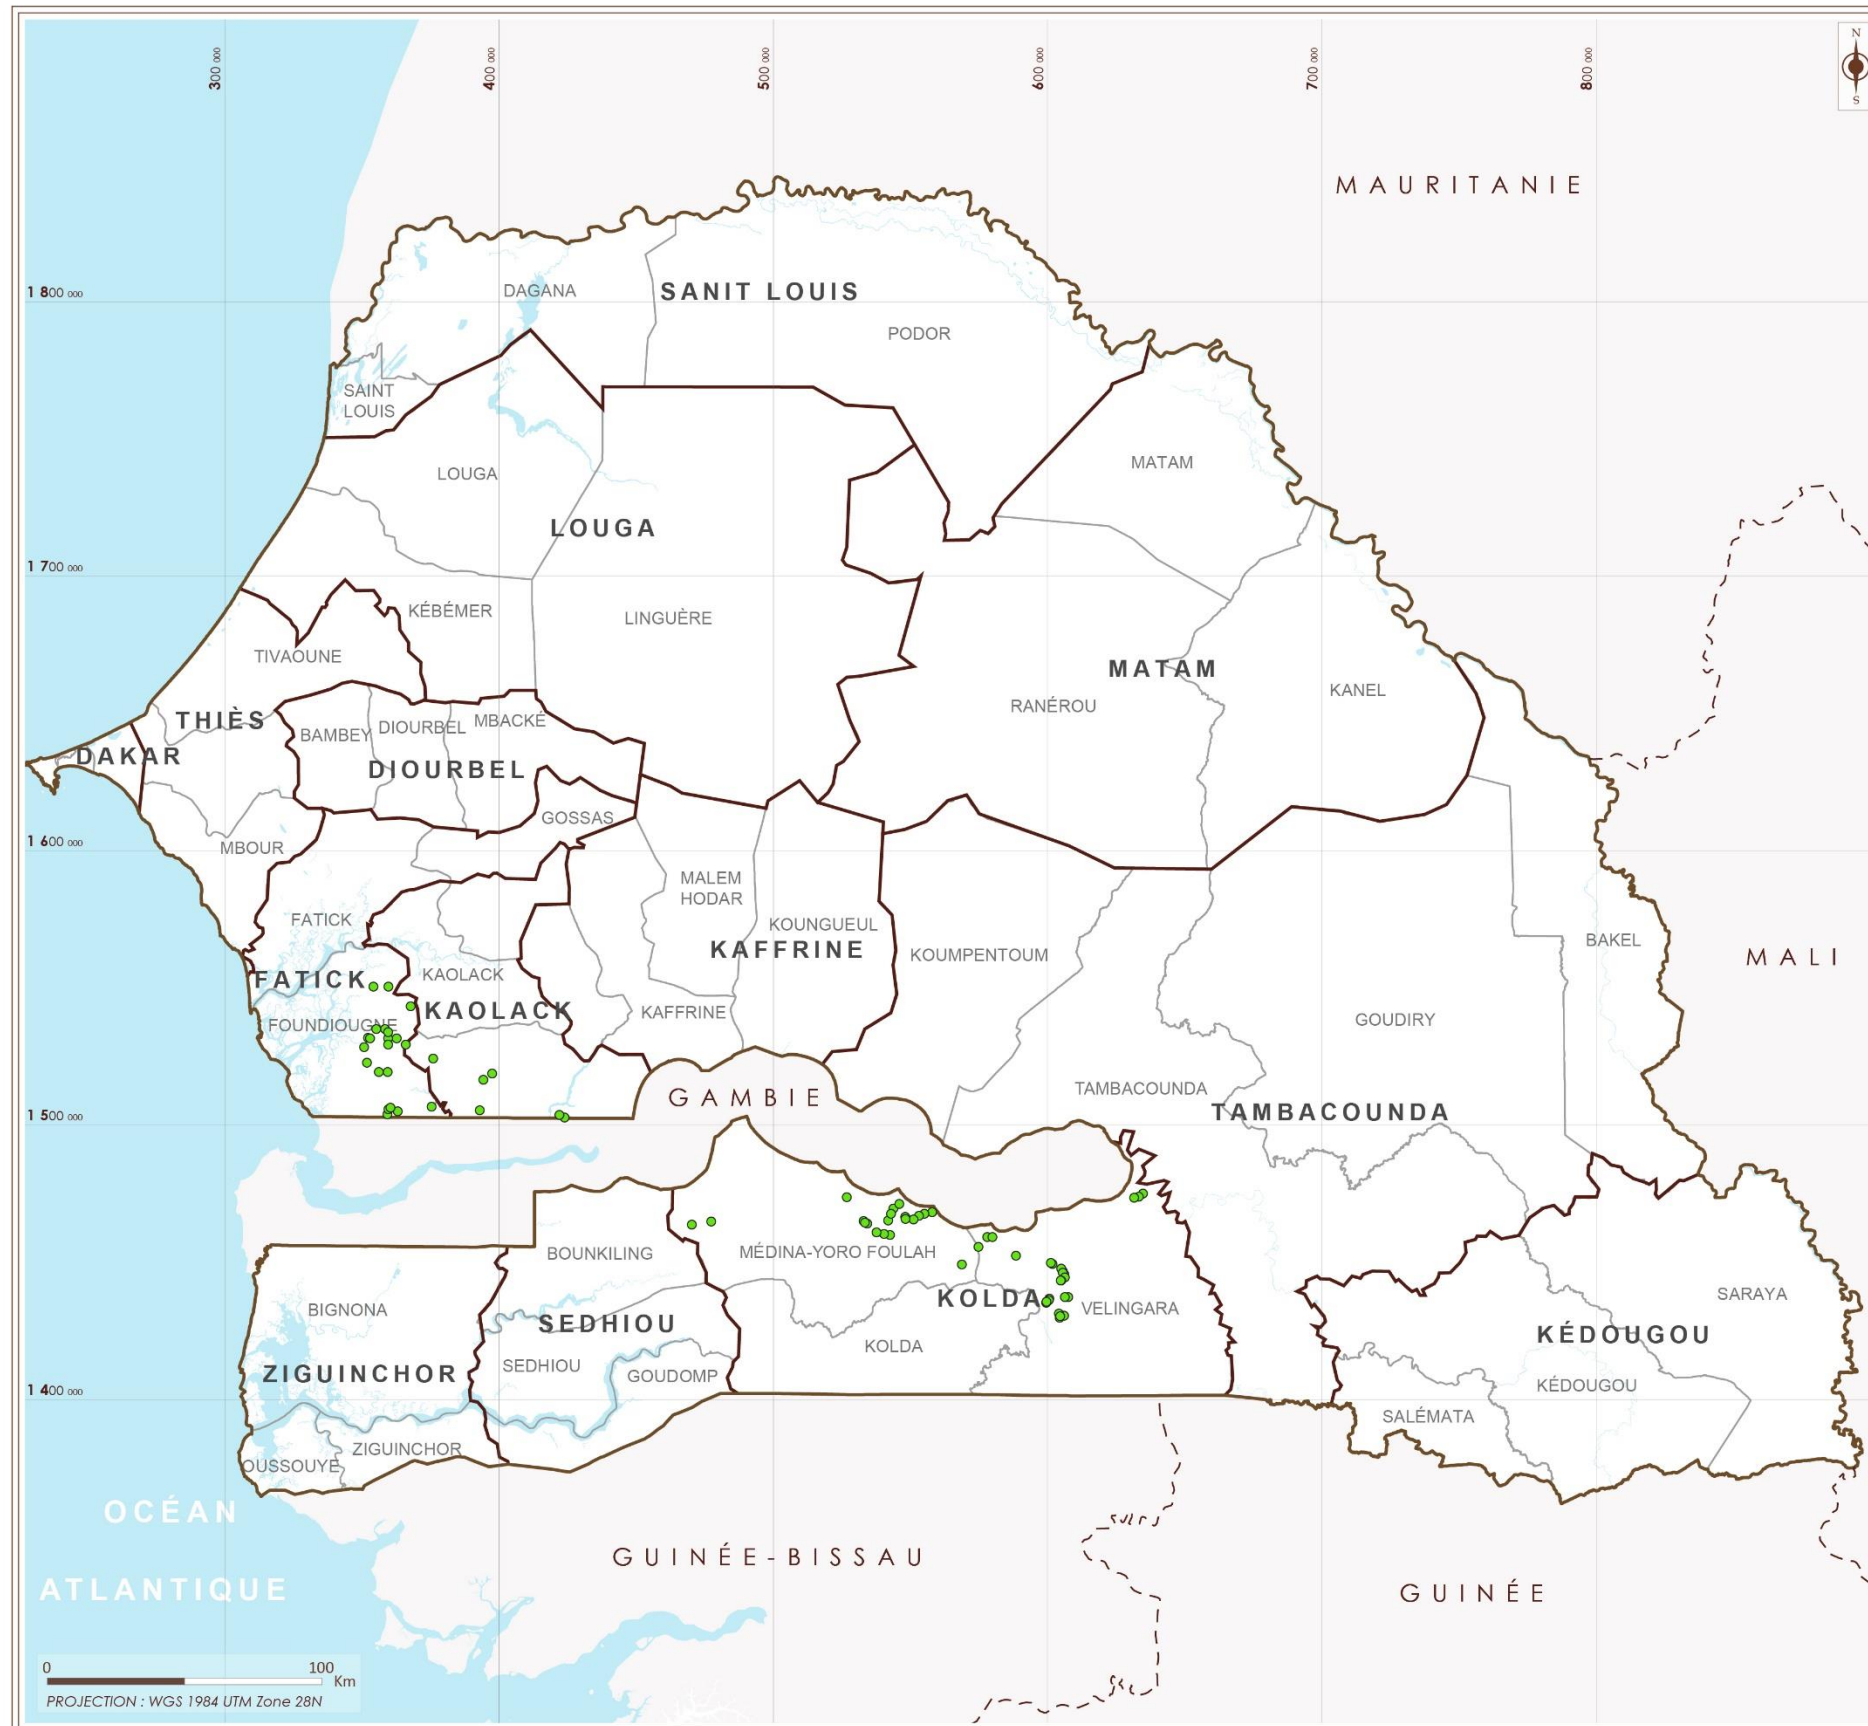 300 000
400 000
500 000
600 000
700 000
800 000
N
S
MAURITANIE
1 800 000
DAGANA
SANIT LOUIS
PODOR
SAINT
LOUIS
MATAM
LOUGA
LOUGA
1 700 000
KÉBÉMER
LINGUÈRE
TIVAOUNE
MATAM
KANEL
RANÉROU
THIÈS
BAMBEY
DIOURBEL
MBACKÉ
DAKAR
DIOURBEL
GOSSAS
1 600 000
MBOUR
MALEM
HODAR
FATICK
KOUNGUEUL
KAFFRINE
KOUMPENTOUM
BAKEL
MALI
FATICK
KAOLACK
KAOLACK
KAFFRINE
FOUNDIOUGNE
GOUDIRY
GAMBIE
TAMBACOUNDA
TAMBACOUNDA
1 500 000
BOUNKILING
MÉDINA-YORO FOULAH
BIGNONA
KOLDA
VELINGARA
SARAYA
SEDHIOU
KÉDOUGOU
KOLDA
ZIGUINCHOR
SEDHIOU
GOUDOMP
KÉDOUGOU
1 400 000
SALÉMATA
ZIGUINCHOR
OUSSOUYE
OCÉAN
ATLANTIQUE
GUINÉE-BISSAU
GUINÉE
0 100
Km
PROJECTION : WGS 1984 UTM Zone 28N